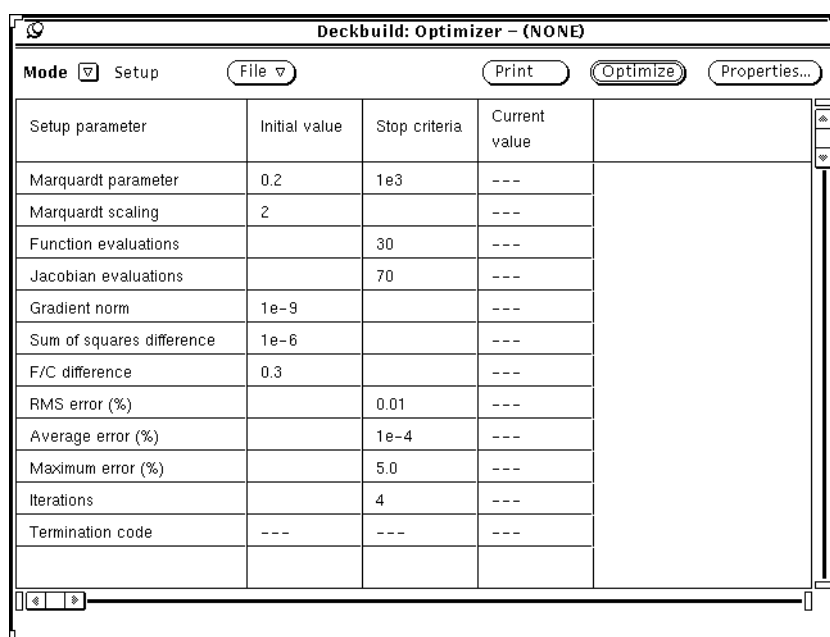 Deckbuild: Optimizer – (NONE)
Mode Setup File Print Optimize Properties...
Setup parameter Initial value Stop criteria Current
value
Marquardt parameter 0.2 1e3 ---
Marquardt scaling 2 ---
Function evaluations 30 ---
Jacobian evaluations 70 ---
Gradient norm 1e-9 ---
Sum of squares difference 1e-6 ---
F/C difference 0.3 ---
RMS error (%) 0.01 ---
Average error (%) 1e-4 ---
Maximum error (%) 5.0 ---
Iterations 4 ---
Termination code --- --- ---